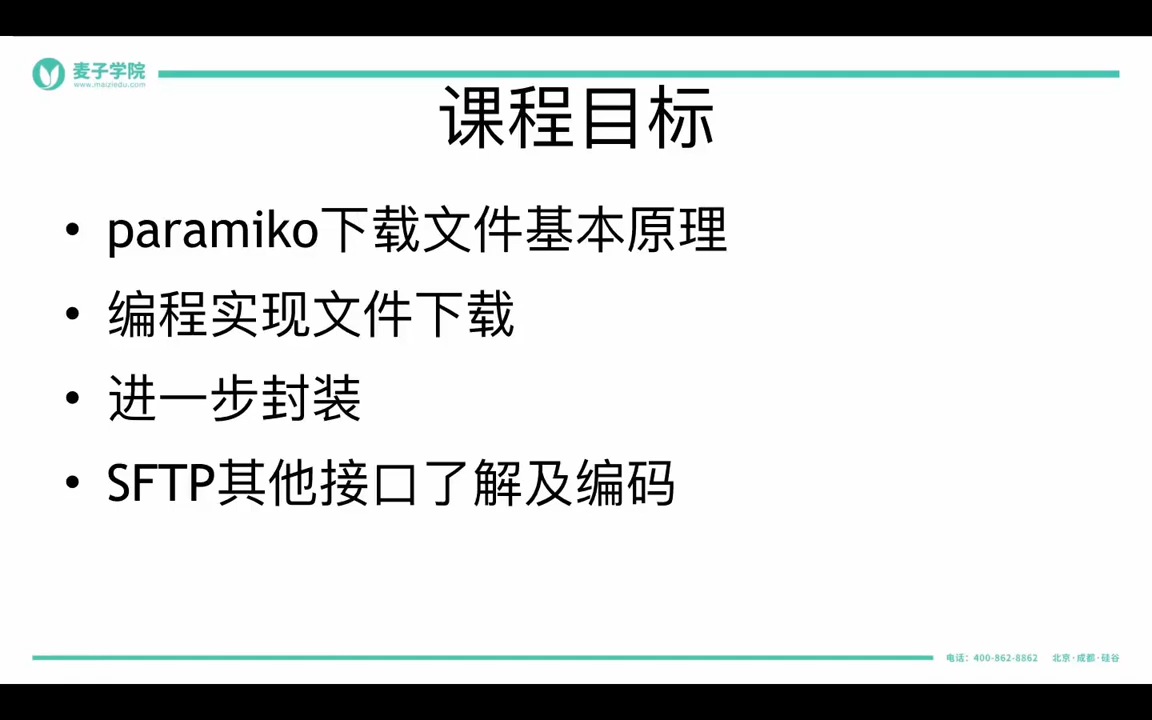 麦子学院
www.maiziedu.com
课程目标
• paramiko下载文件基本原理
• 编程实现文件下载
• 进一步封装
• SFTP其他接口了解及编码
电话：400-862-8862 北京·成都·硅谷